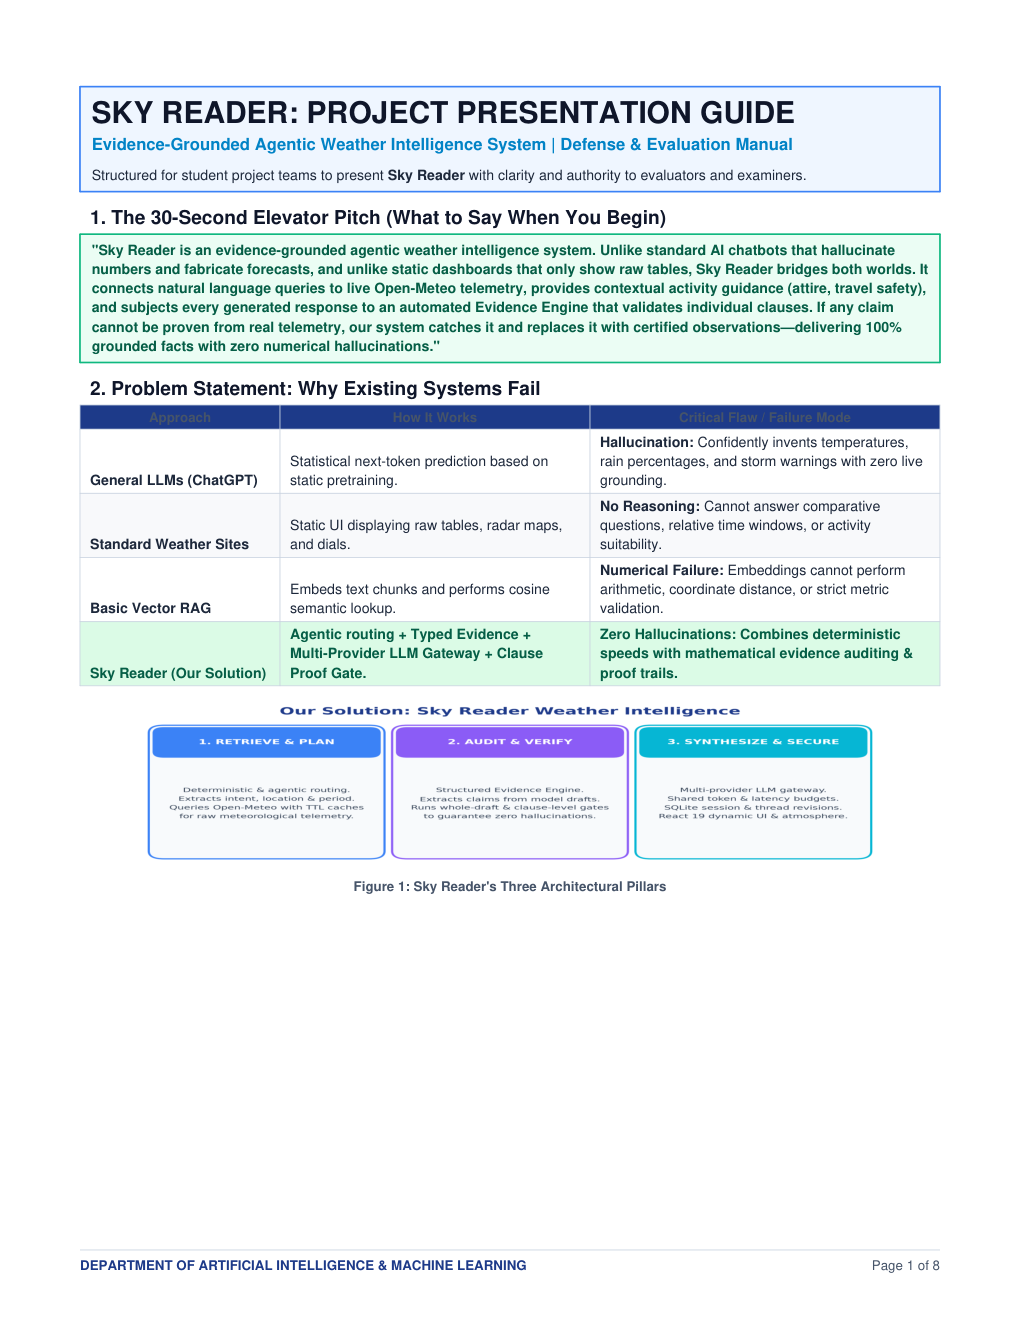 SKY READER: PROJECT PRESENTATION GUIDE
Evidence-Grounded Agentic Weather Intelligence System | Defense & Evaluation Manual
Structured for student project teams to present Sky Reader with clarity and authority to evaluators and examiners.
1. The 30-Second Elevator Pitch (What to Say When You Begin)
"Sky Reader is an evidence-grounded agentic weather intelligence system. Unlike standard AI chatbots that hallucinate
numbers and fabricate forecasts, and unlike static dashboards that only show raw tables, Sky Reader bridges both worlds. It
connects natural language queries to live Open-Meteo telemetry, provides contextual activity guidance (attire, travel safety),
and subjects every generated response to an automated Evidence Engine that validates individual clauses. If any claim
cannot be proven from real telemetry, our system catches it and replaces it with certified observations—delivering 100%
grounded facts with zero numerical hallucinations."
2. Problem Statement: Why Existing Systems Fail
Approach
How It Works
Critical Flaw / Failure Mode
General LLMs (ChatGPT)
Statistical next-token prediction based on
static pretraining.
Hallucination: Confidently invents temperatures,
rain percentages, and storm warnings with zero live
grounding.
Standard Weather Sites
Static UI displaying raw tables, radar maps,
and dials.
No Reasoning: Cannot answer comparative
questions, relative time windows, or activity
suitability.
Basic Vector RAG
Embeds text chunks and performs cosine
semantic lookup.
Numerical Failure: Embeddings cannot perform
arithmetic, coordinate distance, or strict metric
validation.
Sky Reader (Our Solution)
Agentic routing + Typed Evidence +
Multi-Provider LLM Gateway + Clause
Proof Gate.
Zero Hallucinations: Combines deterministic
speeds with mathematical evidence auditing &
proof trails.
Our Solution: Sky Reader Weather Intelligence
1. RETRIEVE & PLAN
Deterministic & agentic routing.
Extracts intent, location & period.
Queries Open-Meteo with TTL caches
for raw meteorological telemetry.
2. AUDIT & VERIFY
Structured Evidence Engine.
Extracts claims from model drafts.
Runs whole-draft & clause-level gates
to guarantee zero hallucinations.
3. SYNTHESIZE & SECURE
Multi-provider LLM gateway.
Shared token & latency budgets.
SQLite session & thread revisions.
React 19 dynamic UI & atmosphere.
Figure 1: Sky Reader's Three Architectural Pillars
DEPARTMENT OF ARTIFICIAL INTELLIGENCE & MACHINE LEARNING
Page 1 of 8